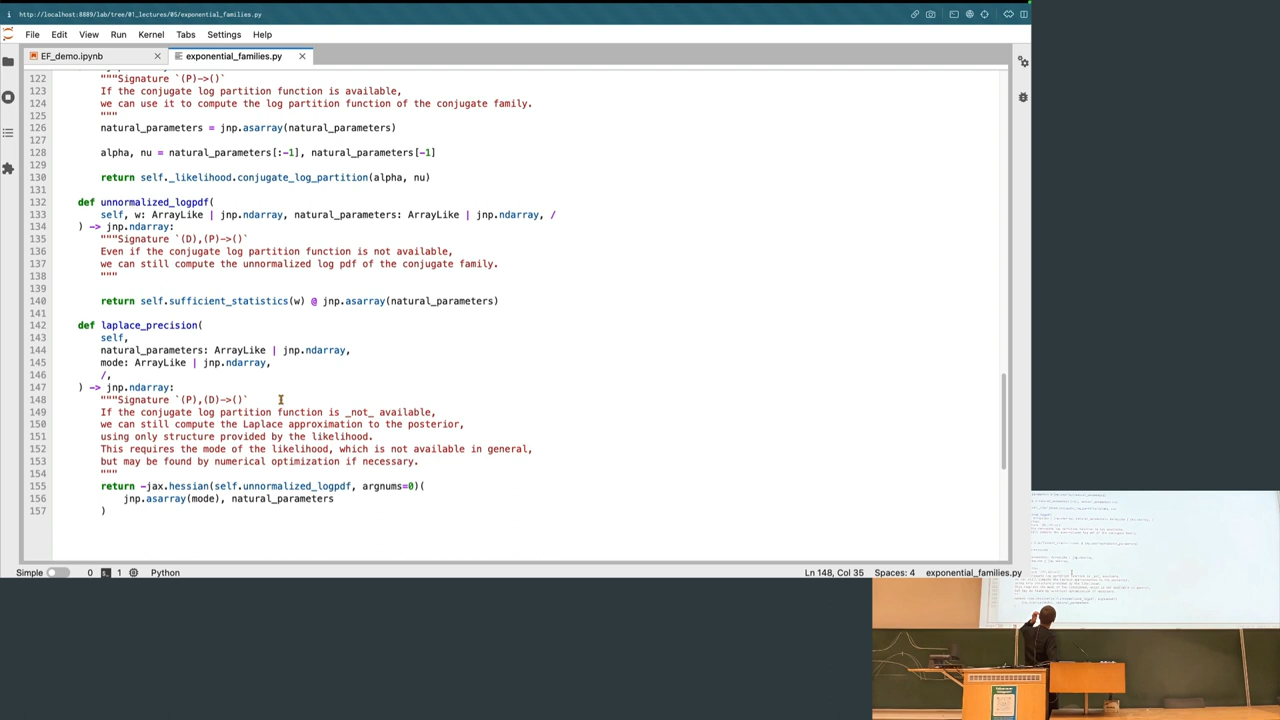 http://localhost:8889/lab/tree/01_lectures/05/exponential_families.py
File Edit View Run Kernel Tabs Settings Help
EF_demo.ipynb
exponential_families.py
122 """Signature `(P)->()`
123 If the conjugate log partition function is available,
124 we can use it to compute the log partition function of the conjugate family.
125 """
126 natural_parameters = jnp.asarray(natural_parameters)
127
128 alpha, nu = natural_parameters[:-1], natural_parameters[-1]
129
130 return self._likelihood.conjugate_log_partition(alpha, nu)
131
132 def unnormalized_logpdf(
133 self, w: ArrayLike | jnp.ndarray, natural_parameters: ArrayLike | jnp.ndarray, /
134 ) -> jnp.ndarray:
135 """Signature `(D),(P)->()`
136 Even if the conjugate log partition function is not available,
137 we can still compute the unnormalized log pdf of the conjugate family.
138 """
139
140 return self.sufficient_statistics(w) @ jnp.asarray(natural_parameters)
141
142 def laplace_precision(
143 self,
144 natural_parameters: ArrayLike | jnp.ndarray,
145 mode: ArrayLike | jnp.ndarray,
146 /,
147 ) -> jnp.ndarray:
148 """Signature `(P),(D)->()`
149 If the conjugate log partition function is _not_ available,
150 we can still compute the Laplace approximation to the posterior,
151 using only structure provided by the likelihood.
152 This requires the mode of the likelihood, which is not available in general,
153 but may be found by numerical optimization if necessary.
154 """
155 return -jax.hessian(self.unnormalized_logpdf, argnums=0)(
156 jnp.asarray(mode), natural_parameters
157 )
Simple 0 1 Python Ln 148, Col 35 Spaces: 4 exponential_families.py